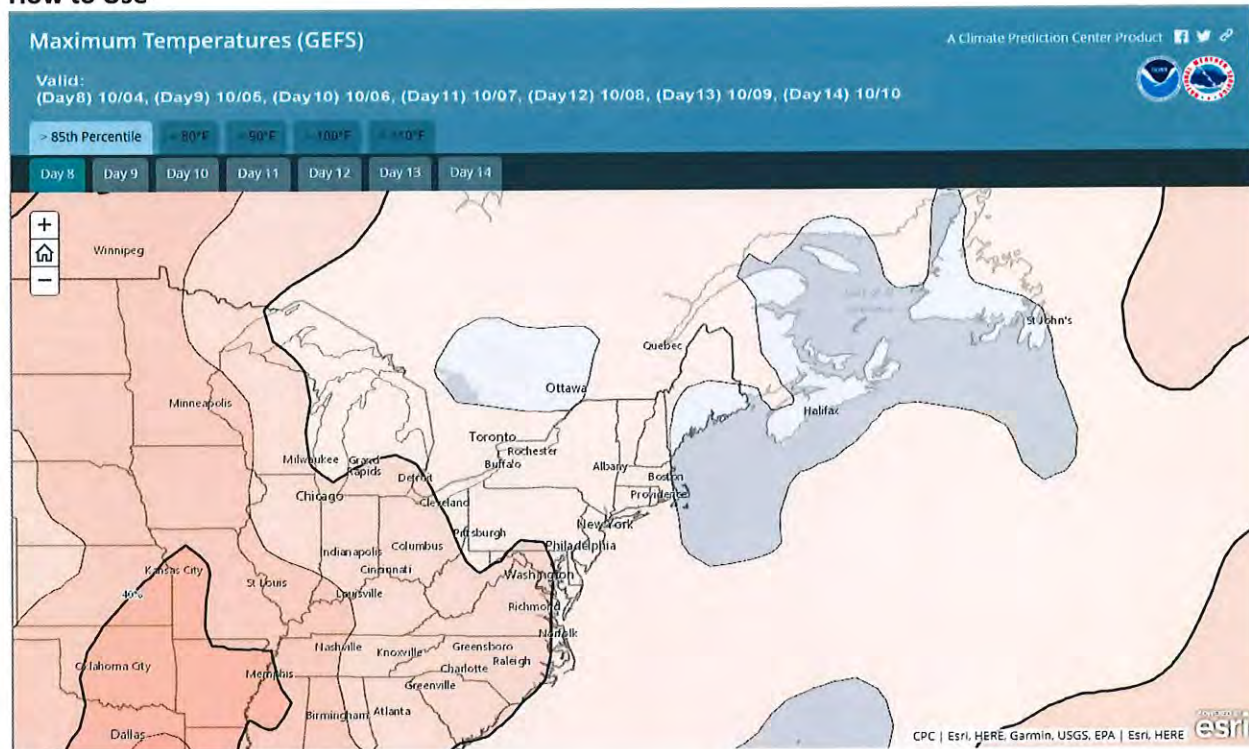 How to Use
Maximum Temperatures (GEFS)
A Climate Prediction Center Product
Valid:
(Day8) 10/04, (Day9) 10/05, (Day10) 10/06, (Day11) 10/07, (Day12) 10/08, (Day13) 10/09, (Day14) 10/10
> 85th Percentile
> 80°F
> 90°F
> 100°F
> 110°F
Day 8
Day 9
Day 10
Day 11
Day 12
Day 13
Day 14
+
−
Winnipeg
St John's
Quebec
Ottawa
Minneapolis
Halifax
Toronto
Rochester
Milwaukee
Grand
Rapids
Buffalo
Albany
Detroit
Boston
Chicago
Cleveland
Providence
New York
Pittsburgh
Philadelphia
Indianapolis
Columbus
Kansas City
Cincinnati
Washington
St Louis
40%
Louisville
Richmond
Norfolk
Nashville
Knoxville
Greensboro
Oklahoma City
Raleigh
Memphis
Charlotte
Greenville
Birmingham
Atlanta
Dallas
CPC | Esri, HERE, Garmin, USGS, EPA | Esri, HERE
esri